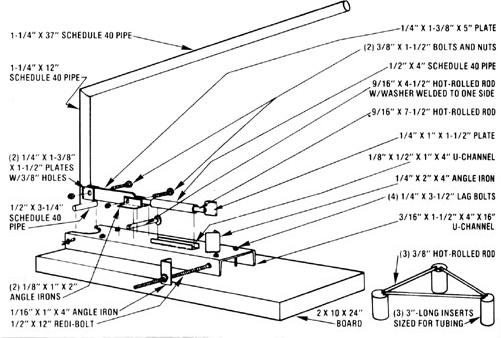 1-1/4" X 37" SCHEDULE 40 PIPE
1-1/4" X 12"
SCHEDULE 40 PIPE
(2) 1/4" X 1-3/8"
X 1-1/2" PLATES
W/3/8" HOLES
1/2" X 3-1/4"
SCHEDULE 40
PIPE
(2) 1/8" X 1" X 2"
ANGLE IRONS
1/16" X 1" X 4" ANGLE IRON
1/2" X 12" REDI-BOLT
1/4" X 1-3/8" X 5" PLATE
(2) 3/8" X 1-1/2" BOLTS AND NUTS
1/2" X 4" SCHEDULE 40 PIPE
9/16" X 4-1/2" HOT-ROLLED ROD
W/WASHER WELDED TO ONE SIDE
9/16" X 7-1/2" HOT-ROLLED ROD
1/4" X 1" X 1-1/2" PLATE
1/8" X 1/2" X 1" X 4" U-CHANNEL
1/4" X 2" X 4" ANGLE IRON
(4) 1/4" X 3-1/2" LAG BOLTS
3/16" X 1-1/2" X 4" X 16"
U-CHANNEL
2 X 10 X 24"
BOARD
(3) 3/8" HOT-ROLLED ROD
(3) 3"-LONG INSERTS
SIZED FOR TUBING